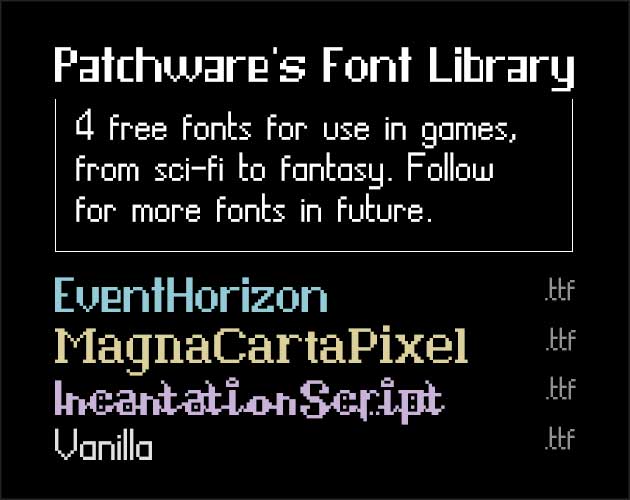 Patchware's Font Library
4 free fonts for use in games,
from sci-fi to fantasy. Follow
for more fonts in future.
EventHorizon .ttf
MagnaCartaPixel .ttf
IncantationScript .ttf
Vanilla .ttf